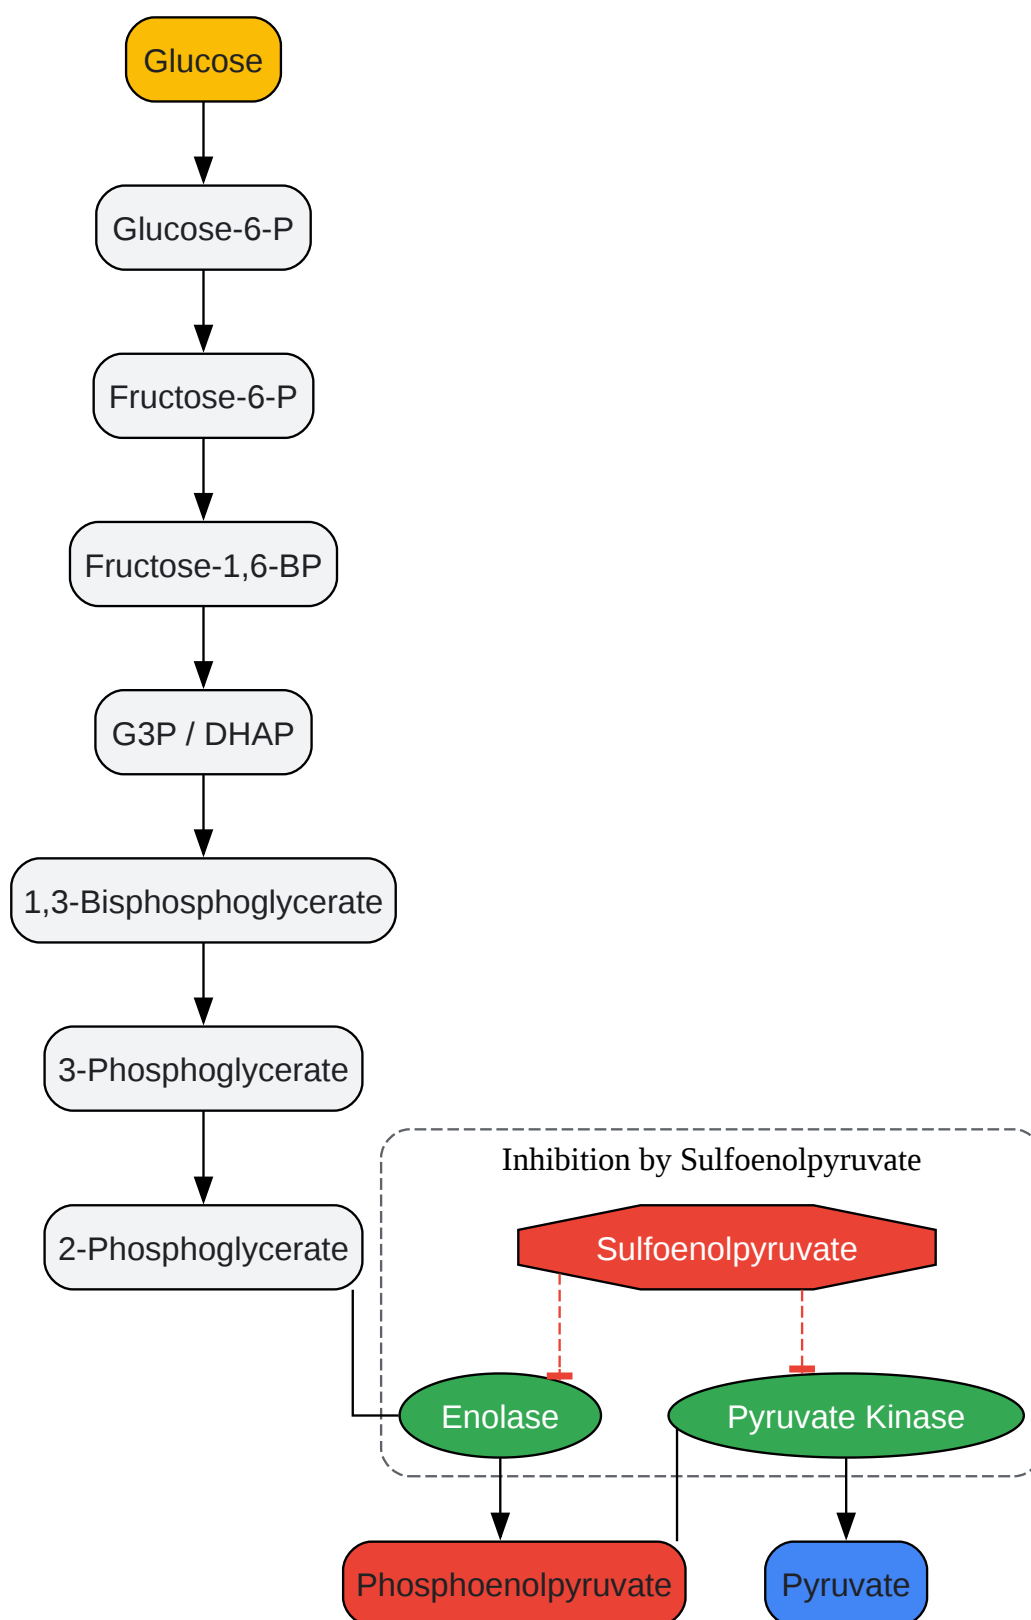 Glucose
Glucose-6-P
Fructose-6-P
Fructose-1,6-BP
G3P / DHAP
1,3-Bisphosphoglycerate
3-Phosphoglycerate
Inhibition by Sulfoenolpyruvate
2-Phosphoglycerate
Sulfoenolpyruvate
Enolase
Pyruvate Kinase
Phosphoenolpyruvate
Pyruvate